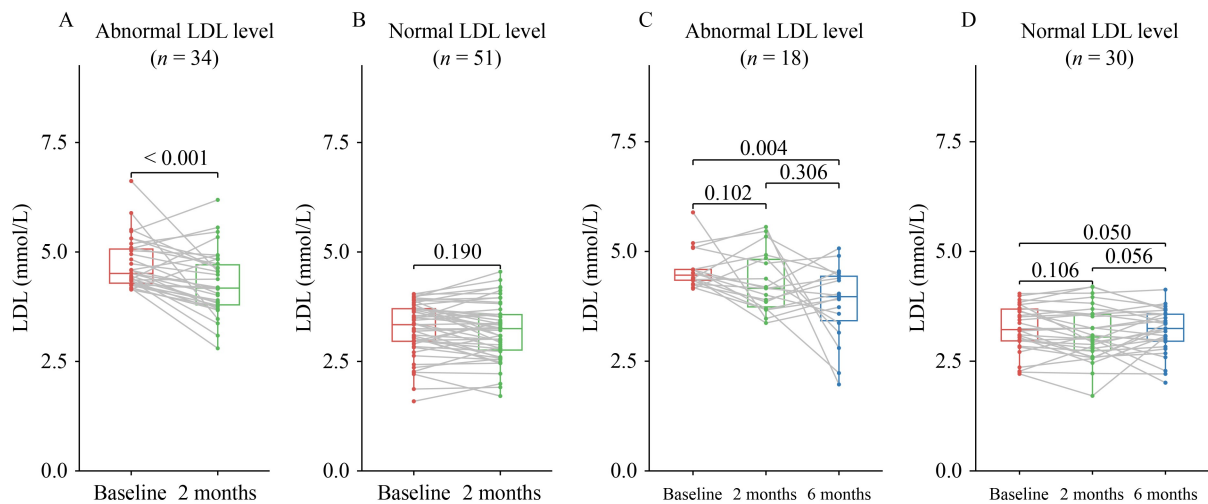 A
Abnormal LDL level
(n = 34)
LDL (mmol/L)
7.5
5.0
2.5
0.0
< 0.001
Baseline
2 months
B
Normal LDL level
(n = 51)
LDL (mmol/L)
7.5
5.0
2.5
0.0
0.190
Baseline
2 months
C
Abnormal LDL level
(n = 18)
LDL (mmol/L)
7.5
5.0
2.5
0.0
0.004
0.306
0.102
Baseline
2 months
6 months
D
Normal LDL level
(n = 30)
LDL (mmol/L)
7.5
5.0
2.5
0.0
0.050
0.056
0.106
Baseline
2 months
6 months